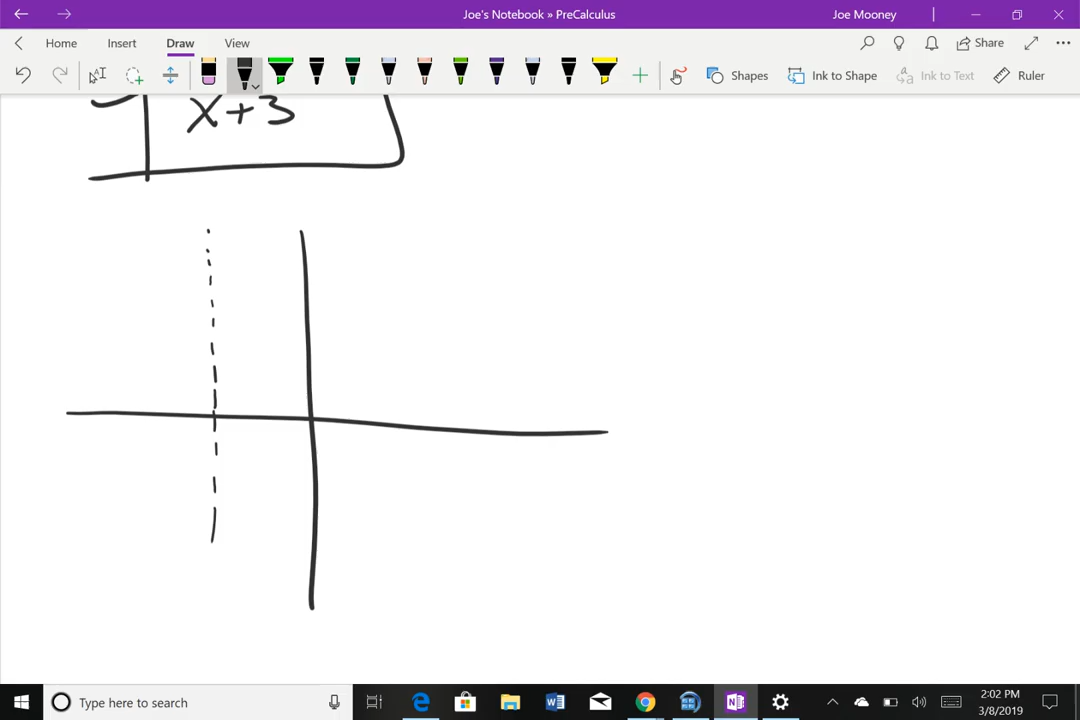 Joe's Notebook » PreCalculus
Joe Mooney
Home Insert Draw View
Share
Shapes Ink to Shape Ink to Text Ruler
x+3
Type here to search
2:02 PM
3/8/2019